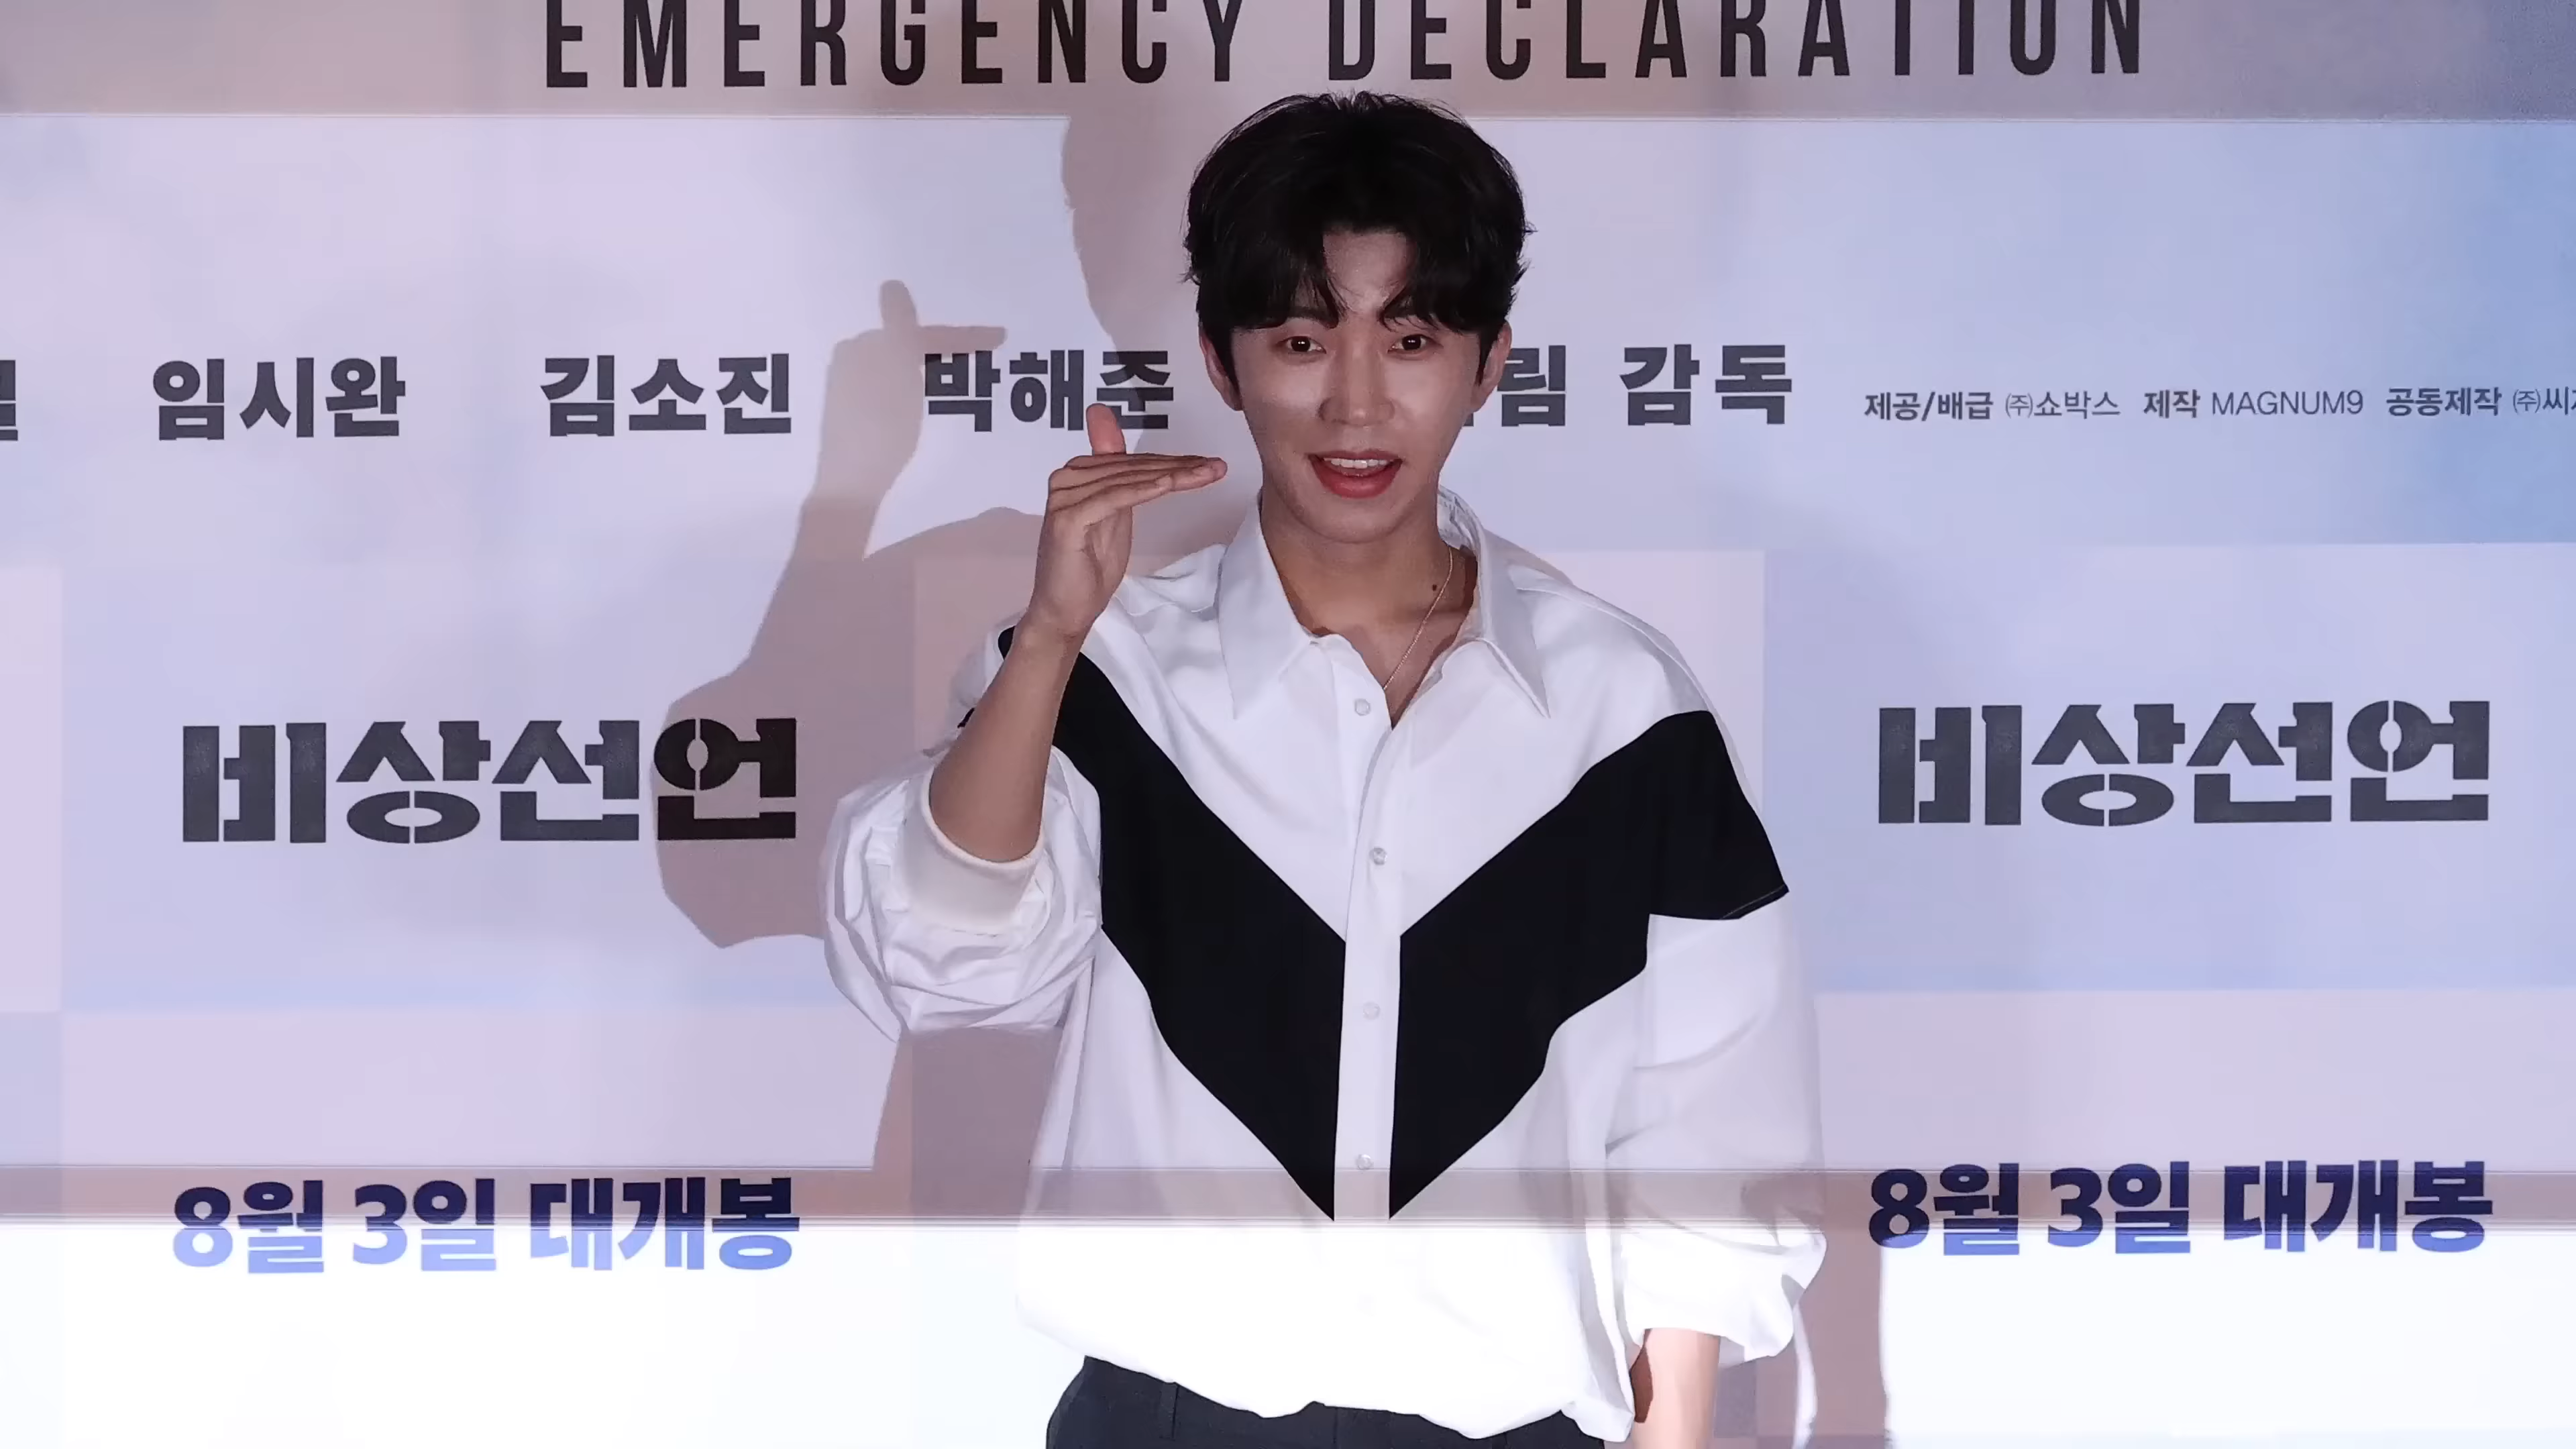 EMERGENCY DECLARATION
임시완 김소진 박해준 림 감독 제공/배급 ㈜쇼박스 제작 MAGNUM9 공동제작 ㈜씨
비상선언 비상선언
8월 3일 대개봉 8월 3일 대개봉